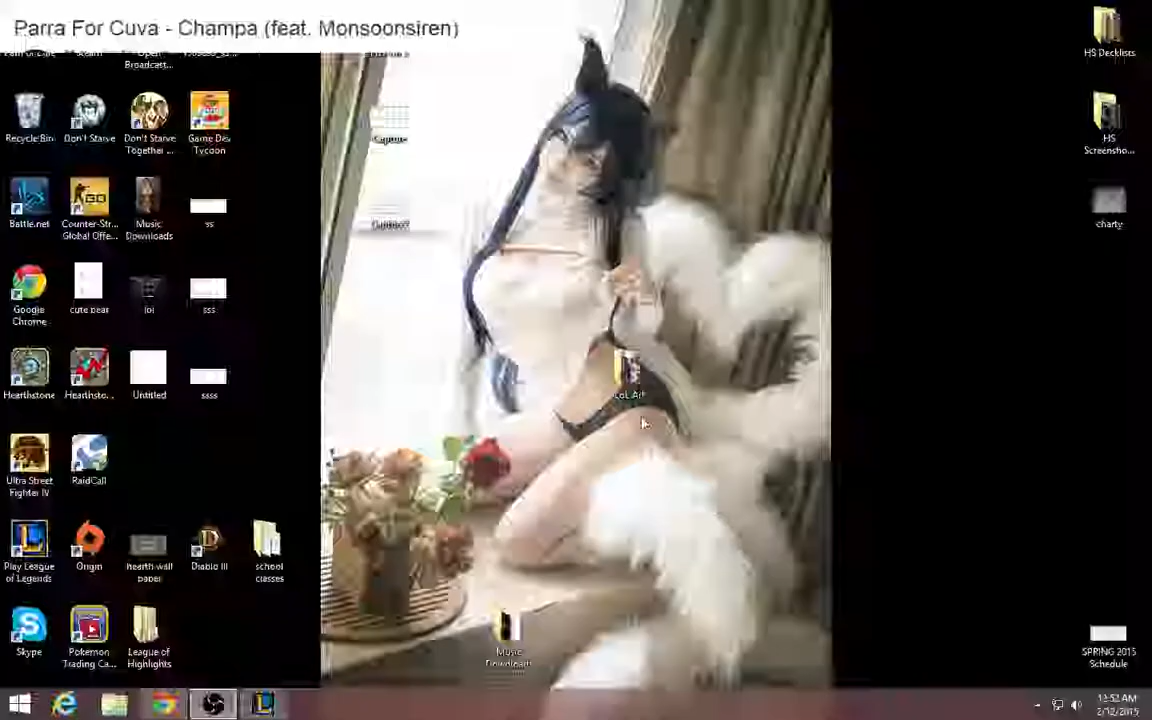 Parra For Cuva - Champa (feat. Monsoonsiren)
Open
Broadcast...
HS Decklists
Recycle Bin
Don't Starve
Don't Starve
Together ...
Game Dev
Tycoon
Capture
HS
Screensho...
Battle.net
Counter-Str...
Global Offe...
Music
Downloads
ss
charty
Google
Chrome
cute bear
lol
sss
Hearthstone
Hearthsto...
Untitled
ssss
LoL Art
Ultra Street
Fighter IV
RaidCall
Play League
of Legends
Origin
hearth wall
paper
Diablo III
school
classes
Skype
Pokemon
Trading Ca...
League of
Highlights
Music
Downloads
SPRING 2015
Schedule
12:52 AM
2/12/2015